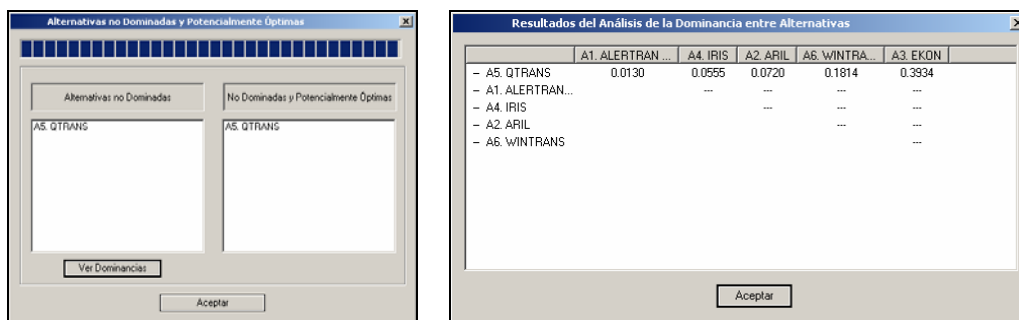 Alternativas no Dominadas y Potencialmente Óptimas
Alternativas no Dominadas
No Dominadas y Potencialmente Óptimas
A5. QTRANS
A5. QTRANS
Ver Dominancias
Aceptar
Resultados del Análisis de la Dominancia entre Alternativas
A1. ALERTRAN ... A4. IRIS A2. ARIL A6. WINTRA... A3. EKON
– A5. QTRANS 0.0130 0.0555 0.0720 0.1814 0.3934
– A1. ALERTRAN... --- --- --- ---
– A4. IRIS --- --- ---
– A2. ARIL --- ---
– A6. WINTRANS ---
Aceptar